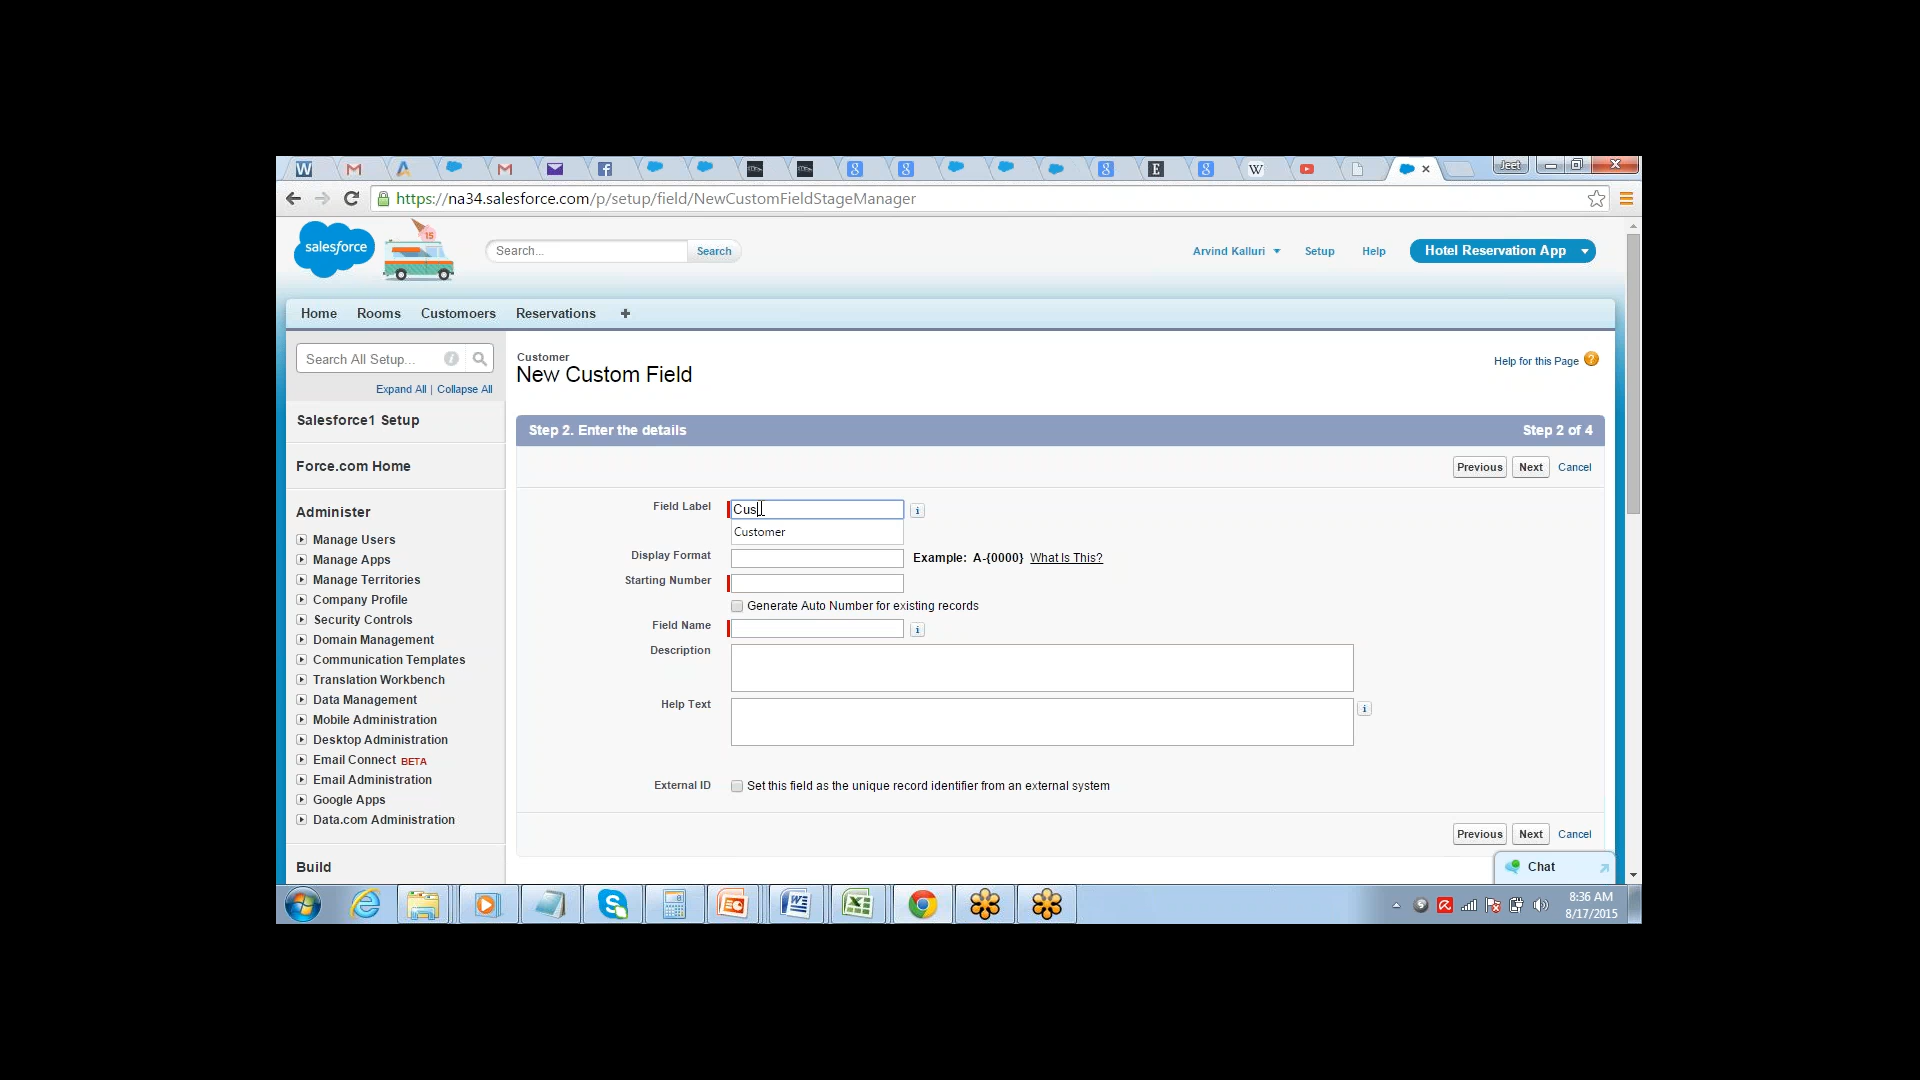 Jeet
https://na34.salesforce.com/p/setup/field/NewCustomFieldStageManager
salesforce
15
Search...
Search
Arvind Kalluri
Setup
Help
Hotel Reservation App
Home
Rooms
Customoers
Reservations
Search All Setup...
Expand All | Collapse All
Salesforce1 Setup
Force.com Home
Administer
Manage Users
Manage Apps
Manage Territories
Company Profile
Security Controls
Domain Management
Communication Templates
Translation Workbench
Data Management
Mobile Administration
Desktop Administration
Email Connect BETA
Email Administration
Google Apps
Data.com Administration
Build
Customer
New Custom Field
Help for this Page
Step 2. Enter the details
Step 2 of 4
Previous
Next
Cancel
Field Label
Cus
Customer
Display Format
Example: A-{0000} What Is This?
Starting Number
Generate Auto Number for existing records
Field Name
Description
Help Text
External ID
Set this field as the unique record identifier from an external system
Previous
Next
Cancel
Chat
8:36 AM
8/17/2015